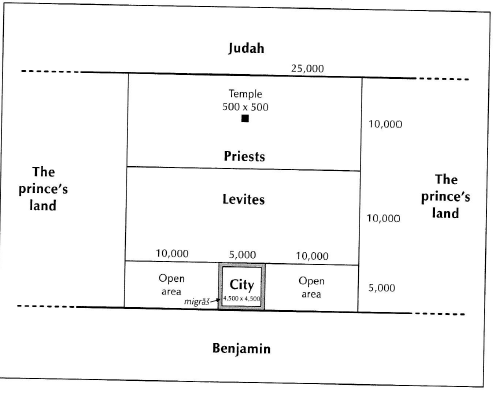 Judah
25,000
Temple
500 x 500
10,000
Priests
The
prince's
land
The
prince's
land
Levites
10,000
10,000
5,000
10,000
Open
area
City
4,500 x 4,500
migrāš
Open
area
5,000
Benjamin